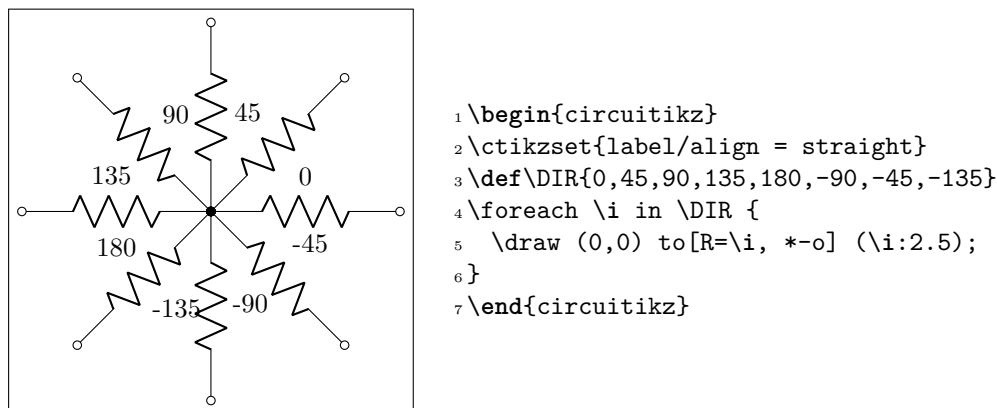 90 45
135 0
180 -45
-135 -90
1 \begin{circuitikz}
2 \ctikzset{label/align = straight}
3 \def\DIR{0,45,90,135,180,-90,-45,-135}
4 \foreach \i in \DIR {
5 \draw (0,0) to[R=\i, *-o] (\i:2.5);
6 }
7 \end{circuitikz}